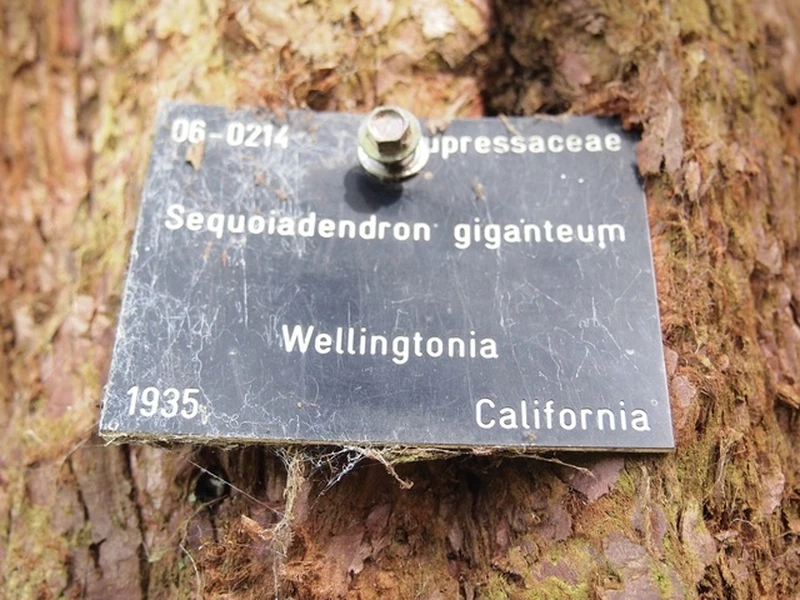 06-0214 upressaceae
Sequoiadendron giganteum
Wellingtonia
1935 California